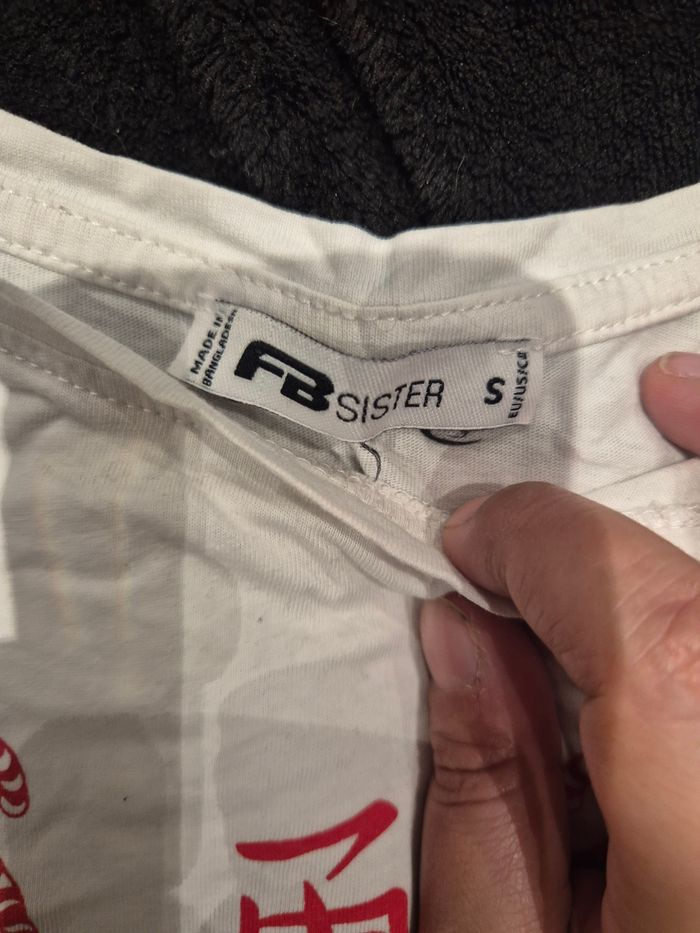 MADE IN
BANGLADESH
FB SISTER
S
EU/US/CA